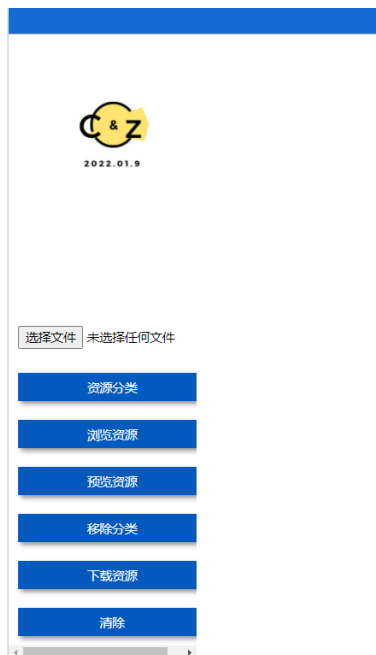 C & Z
2022.01.9
选择文件 未选择任何文件
资源分类
浏览资源
预览资源
移除分类
下载资源
清除